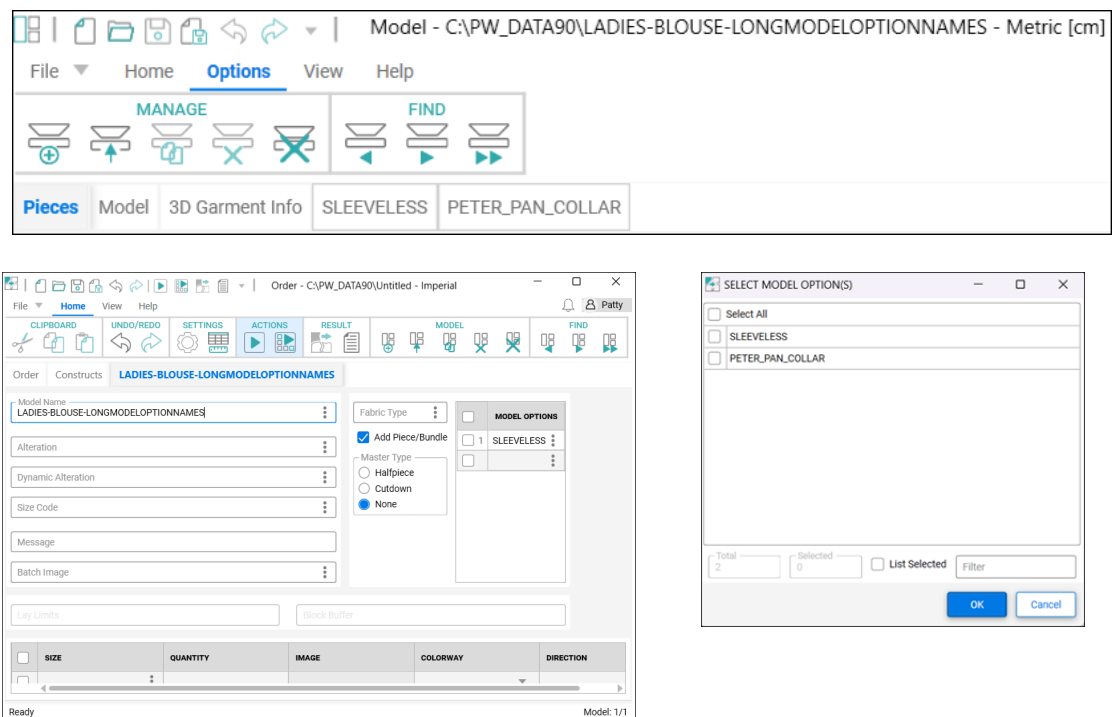 Model - C:\PW_DATA90\LADIES-BLOUSE-LONGMODELOPTIONNAMES - Metric [cm]
File Home Options View Help
MANAGE FIND
Pieces Model 3D Garment Info SLEEVELESS PETER_PAN_COLLAR
Order - C:\PW_DATA90\Untitled - Imperial
File Home View Help Patty
CLIPBOARD UNDO/REDO SETTINGS ACTIONS RESULT MODEL FIND
Order Constructs LADIES-BLOUSE-LONGMODELOPTIONNAMES
Model Name
LADIES-BLOUSE-LONGMODELOPTIONNAMES
Alteration
Dynamic Alteration
Size Code
Message
Batch Image
Fabric Type
Add Piece/Bundle
Master Type
Halfpiece
Cutdown
None
MODEL OPTIONS
1 SLEEVELESS
Lay Limits Block Buffer
SIZE QUANTITY IMAGE COLORWAY DIRECTION
Ready Model: 1/1
SELECT MODEL OPTION(S)
Select All
SLEEVELESS
PETER_PAN_COLLAR
Total Selected
2 0 List Selected Filter
OK Cancel